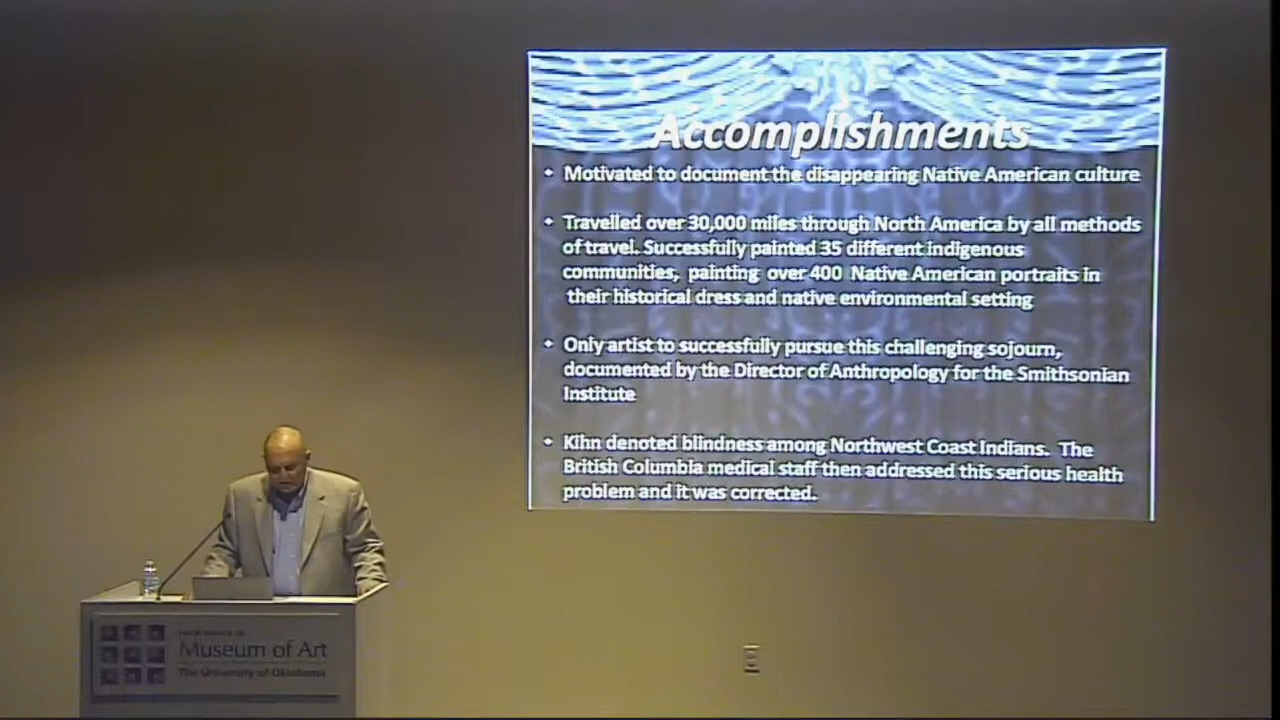 Accomplishments
• Motivated to document the disappearing Native American culture
• Travelled over 30,000 miles through North America by all methods
of travel. Successfully painted 35 different indigenous
communities, painting over 400 Native American portraits in
their historical dress and native environmental setting
• Only artist to successfully pursue this challenging sojourn,
documented by the Director of Anthropology for the Smithsonian
Institute
• Kihn denoted blindness among Northwest Coast Indians. The
British Columbia medical staff then addressed this serious health
problem and it was corrected.
Museum of Art
The University of Oklahoma